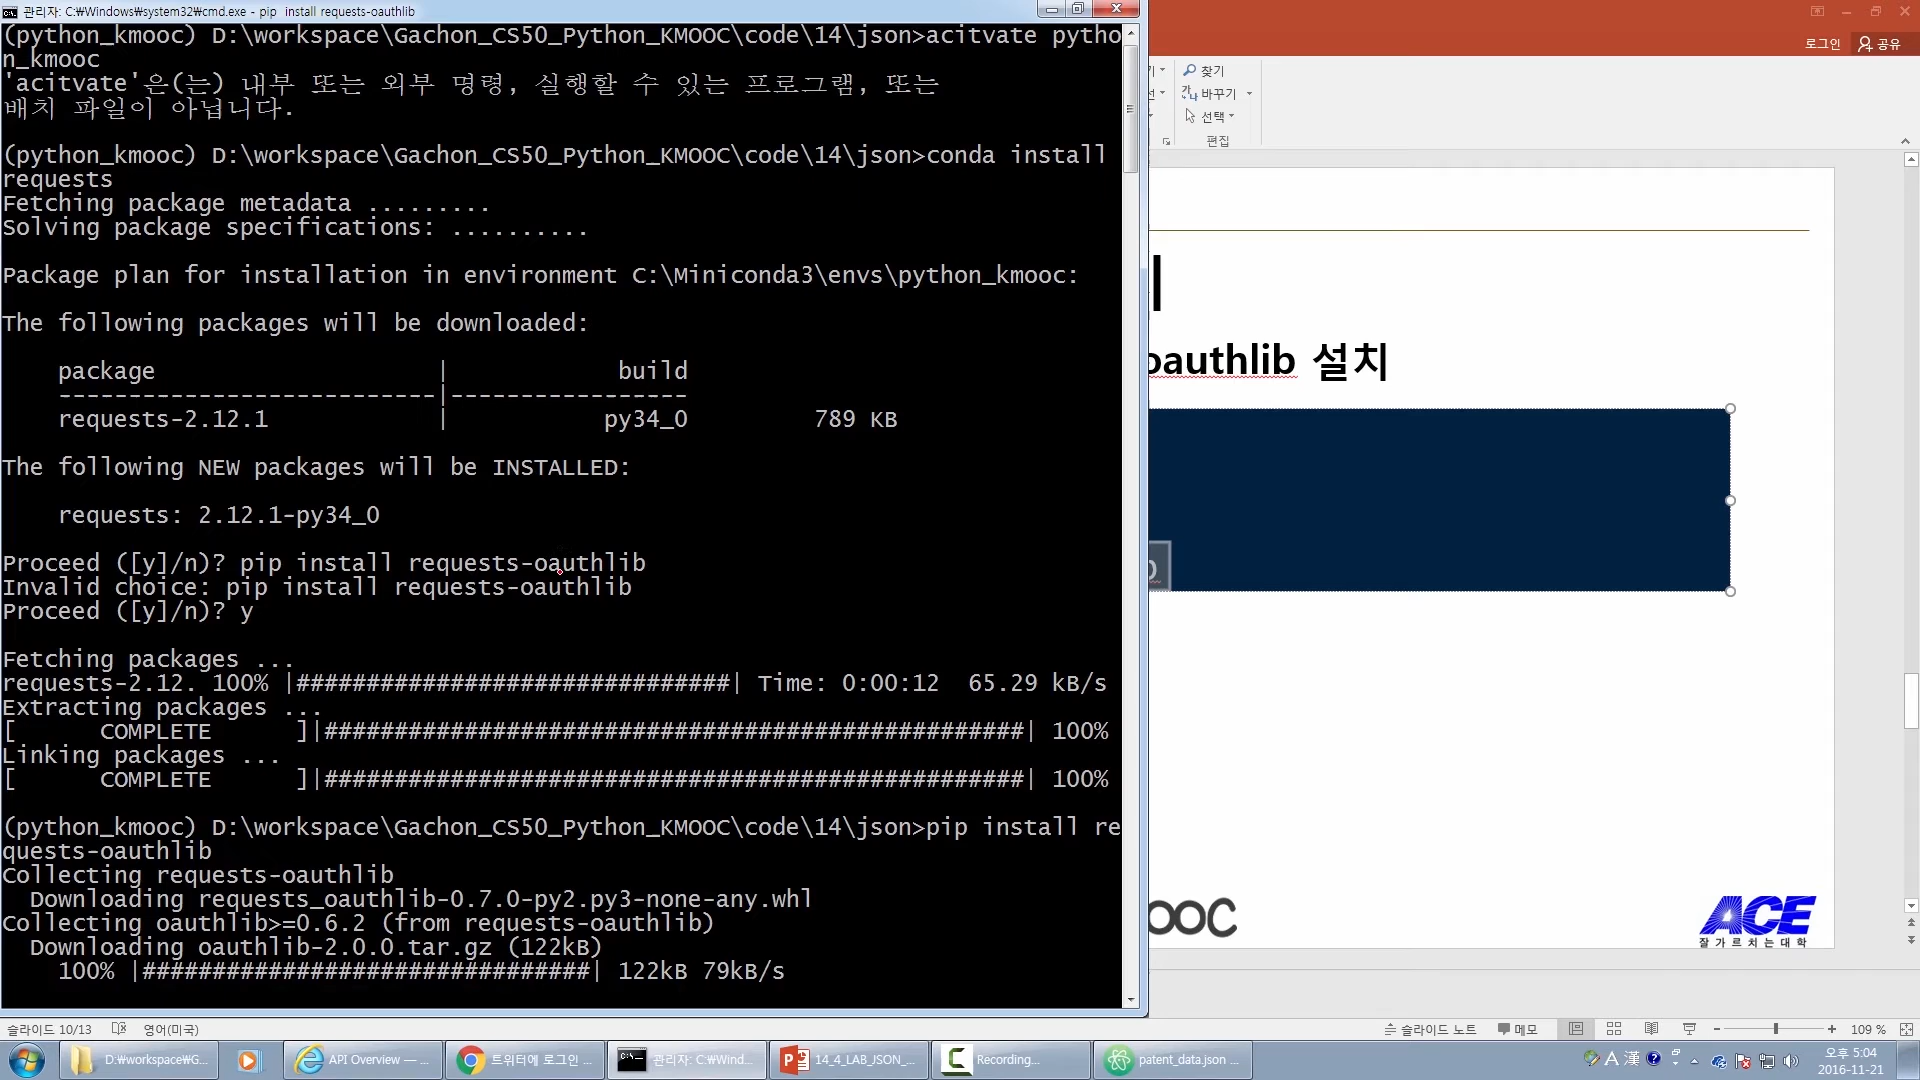 관리자: C:\Windows\system32\cmd.exe - pip  install requests-oauthlib
(python_kmooc) D:\workspace\Gachon_CS50_Python_KMOOC\code\14\json>acitvate pytho
n_kmooc
'acitvate'은(는) 내부 또는 외부 명령, 실행할 수 있는 프로그램, 또는
배치 파일이 아닙니다.
(python_kmooc) D:\workspace\Gachon_CS50_Python_KMOOC\code\14\json>conda install
requests
Fetching package metadata .........
Solving package specifications: ..........
Package plan for installation in environment C:\Miniconda3\envs\python_kmooc:
The following packages will be downloaded:
package                    |            build
---------------------------|-----------------
requests-2.12.1            |           py34_0         789 KB
The following NEW packages will be INSTALLED:
requests: 2.12.1-py34_0
Proceed ([y]/n)? pip install requests-oauthlib
Invalid choice: pip install requests-oauthlib
Proceed ([y]/n)? y
Fetching packages ...
requests-2.12. 100% |###############################| Time: 0:00:12  65.29 kB/s
Extracting packages ...
[      COMPLETE      ]|##################################################| 100%
Linking packages ...
[      COMPLETE      ]|##################################################| 100%
(python_kmooc) D:\workspace\Gachon_CS50_Python_KMOOC\code\14\json>pip install re
quests-oauthlib
Collecting requests-oauthlib
Downloading requests_oauthlib-0.7.0-py2.py3-none-any.whl
Collecting oauthlib>=0.6.2 (from requests-oauthlib)
Downloading oauthlib-2.0.0.tar.gz (122kB)
100% |################################| 122kB 79kB/s
로그인 공유
찾기
바꾸기
선택
편집
oauthlib 설치
OOC
ACE
잘가르치는대학
슬라이드 10/13 영어(미국) 슬라이드 노트 메모 109 %
D:\workspace\G... API Overview — ... 트위터에 로그인 ... 관리자: C:\Wind... 14_4_LAB_JSON_... Recording... patent_data.json ... A 漢 오후 5:04
2016-11-21